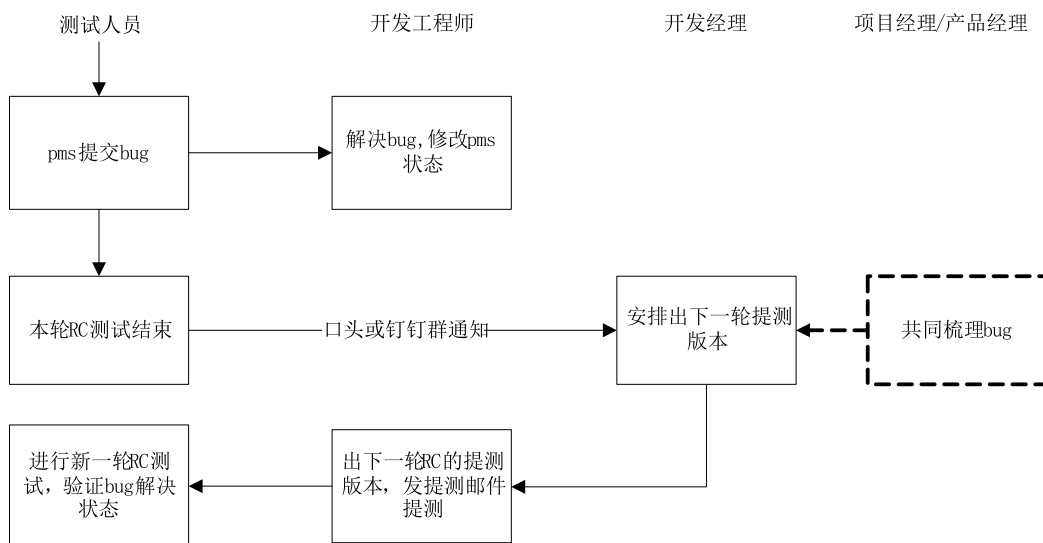 测试人员
开发工程师
开发经理
项目经理/产品经理
pms提交bug
解决bug,修改pms
状态
本轮RC测试结束
口头或钉钉群通知
安排出下一轮提测
版本
共同梳理bug
进行新一轮RC测
试，验证bug解决
状态
出下一轮RC的提测
版本，发提测邮件
提测